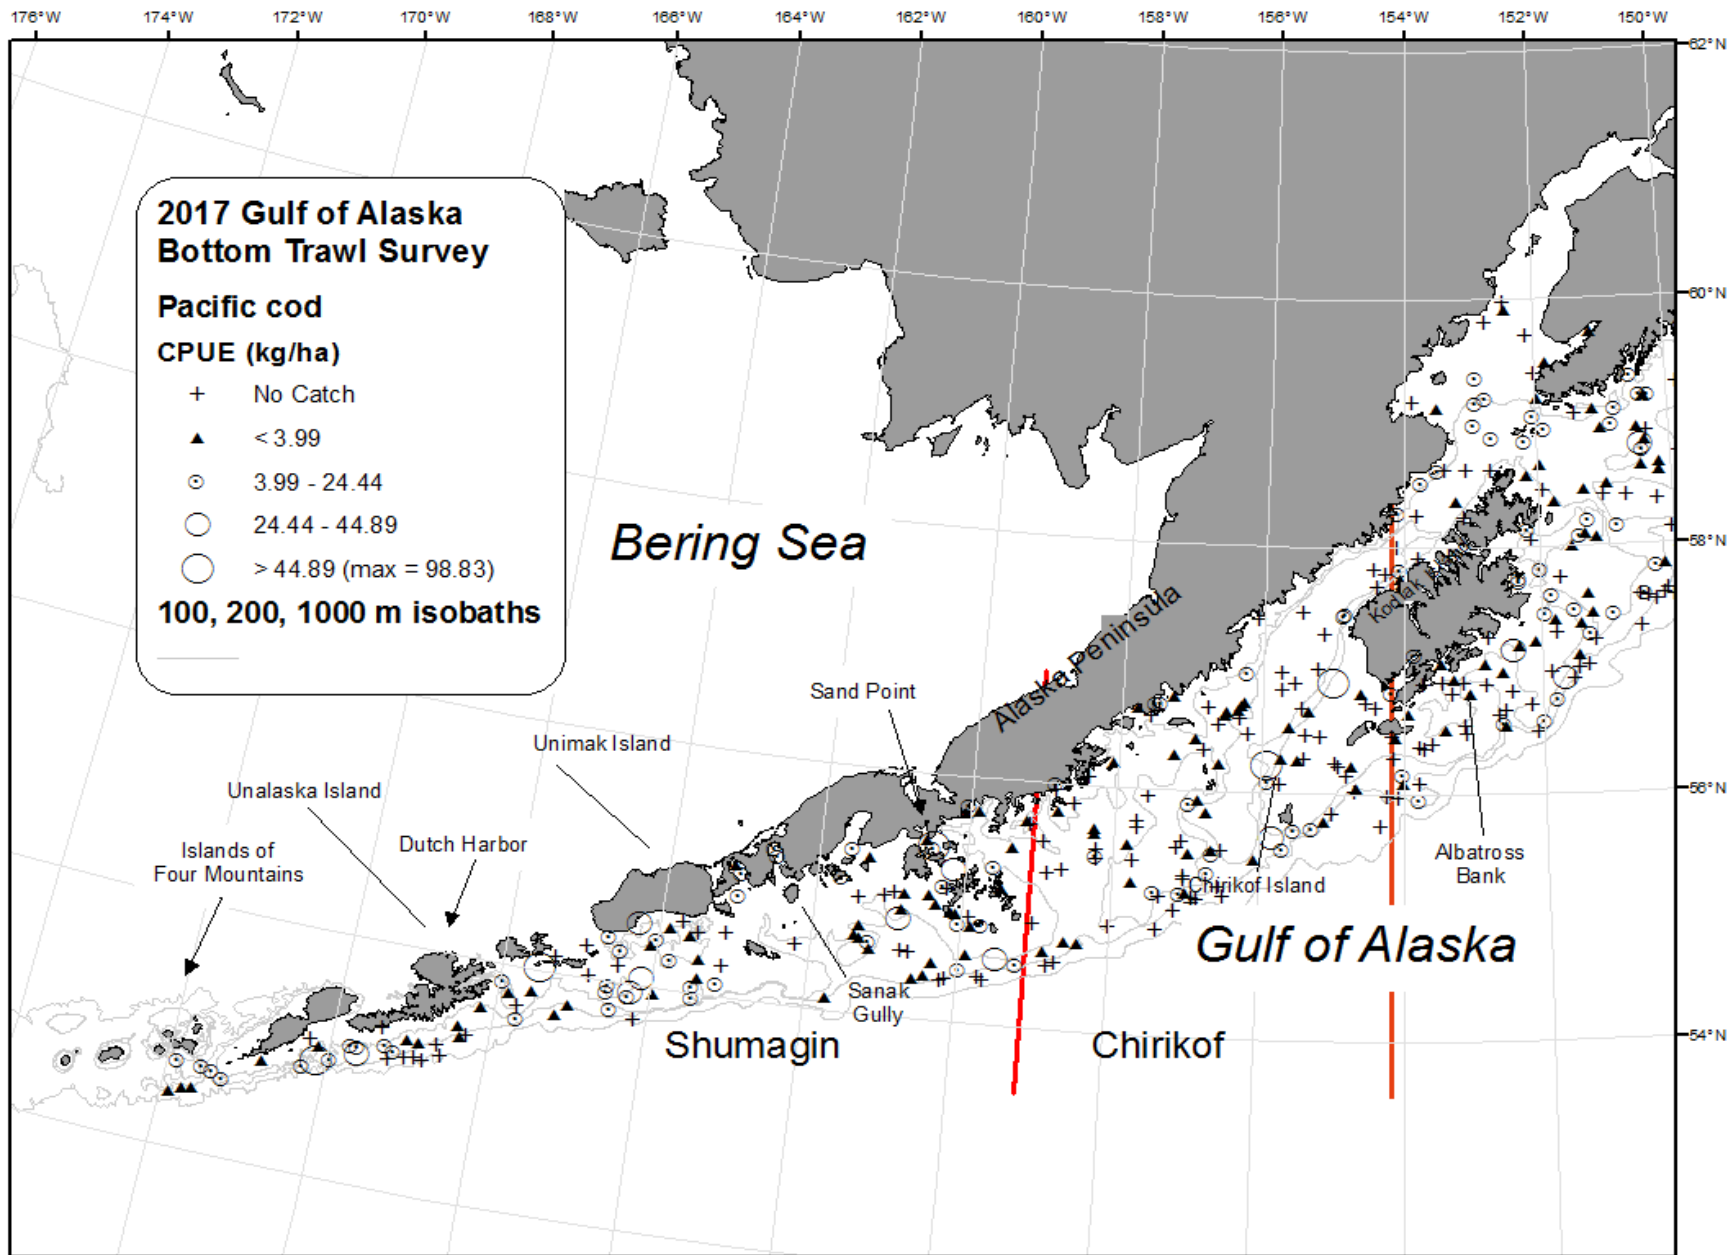 176°W 174°W 172°W 170°W 168°W 166°W 164°W 162°W 160°W 158°W 156°W 154°W 152°W 150°W
62°N
2017 Gulf of Alaska
Bottom Trawl Survey
Pacific cod
CPUE (kg/ha)
No Catch
< 3.99
3.99 - 24.44
24.44 - 44.89
> 44.89 (max = 98.83)
100, 200, 1000 m isobaths
60°N
Bering Sea
58°N
Kodiak
Alaska Peninsula
Sand Point
Unimak Island
Unalaska Island
56°N
Dutch Harbor
Islands of
Four Mountains
Albatross
Bank
Chirikof Island
Gulf of Alaska
Sanak
Gully
54°N
Shumagin
Chirikof